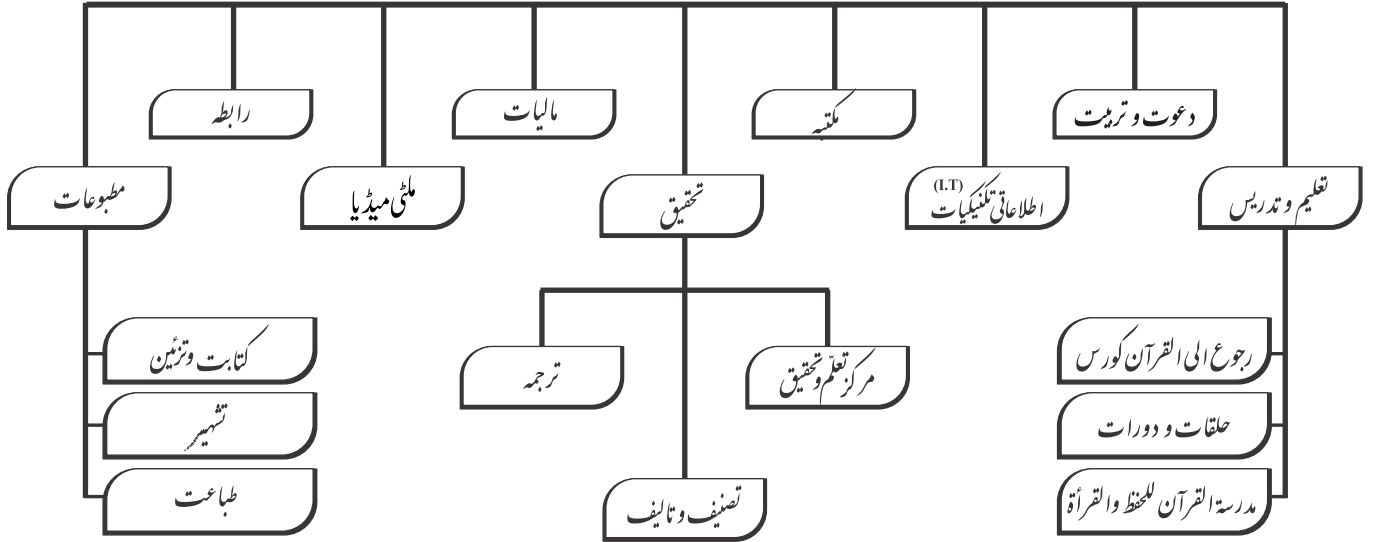 دعوت و تربیت
مکتبہ
مالیات
رابطہ
تعلیم و تدریس
اطلاعاتی تکنیکیات (I.T)
تحقیق
ملٹی میڈیا
مطبوعات
رجوع الی القرآن کورس
حلقات و دورات
مدرسۃ القرآن للحفظ والقرأۃ
مرکز تعلّم و تحقیق
ترجمہ
تصنیف و تالیف
کتابت و تزئین
تشہیر
طباعت